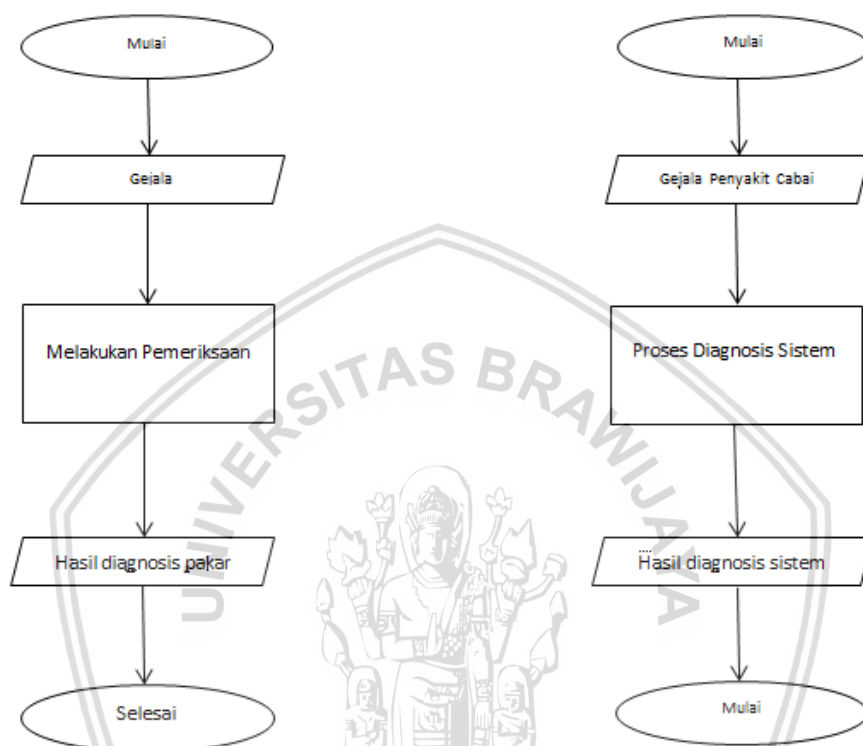 Mulai
Gejala
Melakukan Pemeriksaan
Hasil diagnosis pakar
Selesai
Mulai
Gejala Penyakit Cabai
Proses Diagnosis Sistem
Hasil diagnosis sistem
Mulai
UNIVERSITAS BRAWIJAYA